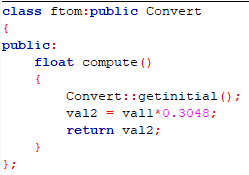 class ftom:public Convert
{
public:
    float compute()
    {
        Convert::getinitial();
        val2 = val1*0.3048;
        return val2;
    }
};